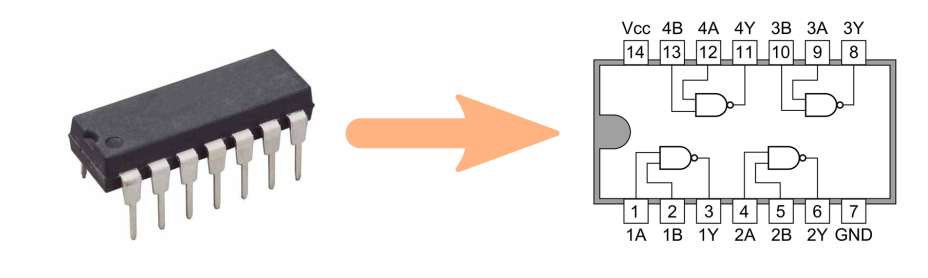 Vcc 4B 4A 4Y 3B 3A 3Y
14 13 12 11 10 9 8
1 2 3 4 5 6 7
1A 1B 1Y 2A 2B 2Y GND